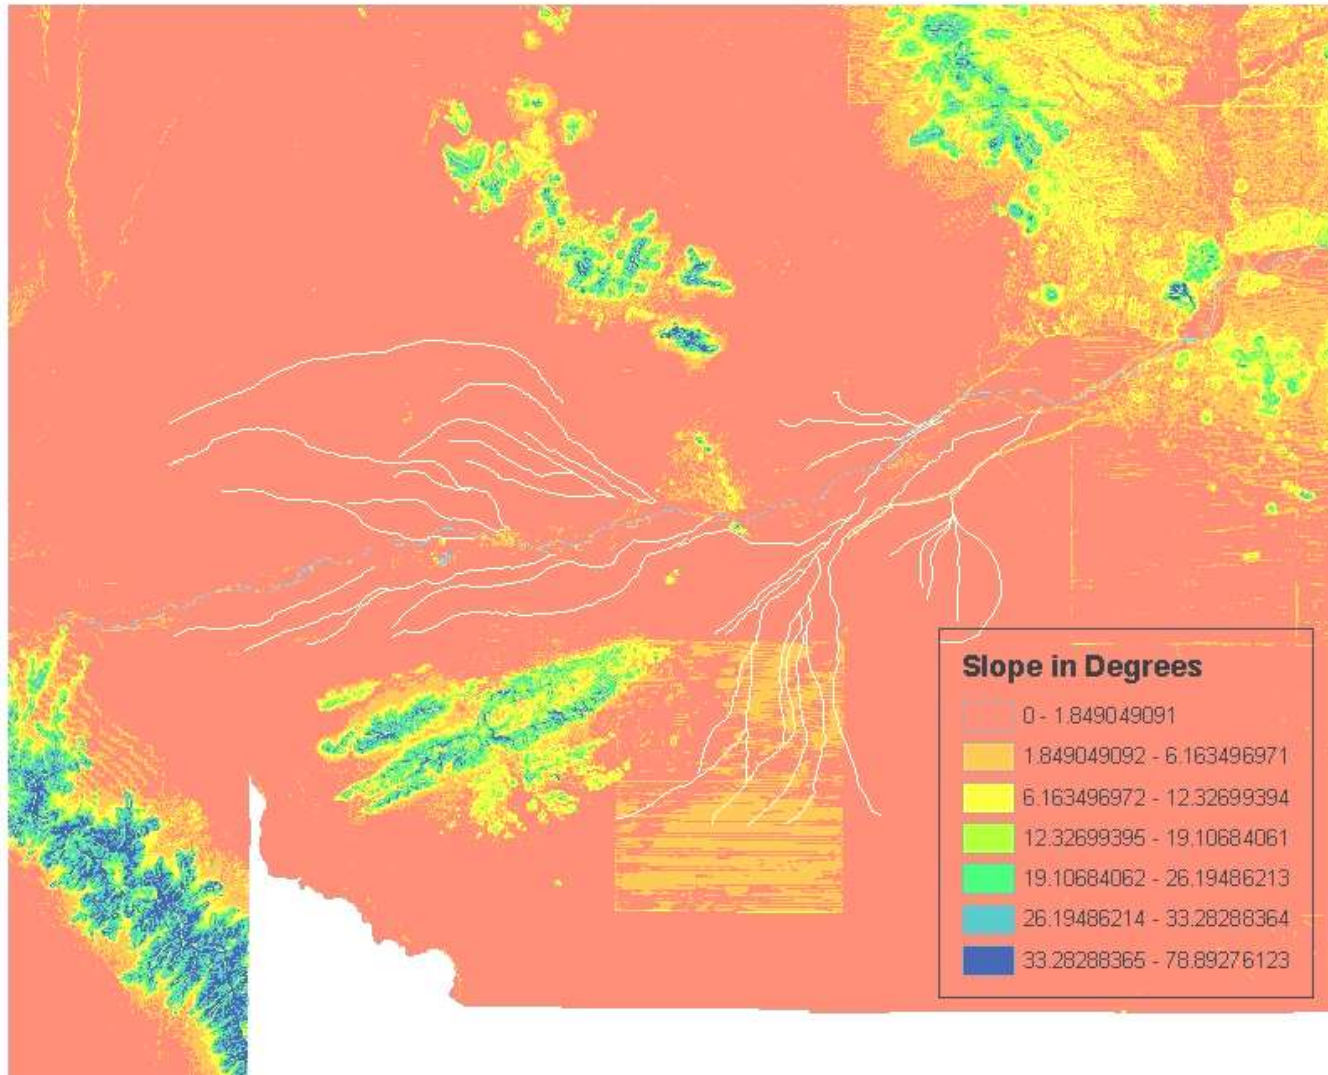 Slope in Degrees
0 - 1.849049091
1.849049092 - 6.163496971
6.163496972 - 12.32699394
12.32699395 - 19.10684061
19.10684062 - 26.19486213
26.19486214 - 33.28288364
33.28288365 - 78.89276123